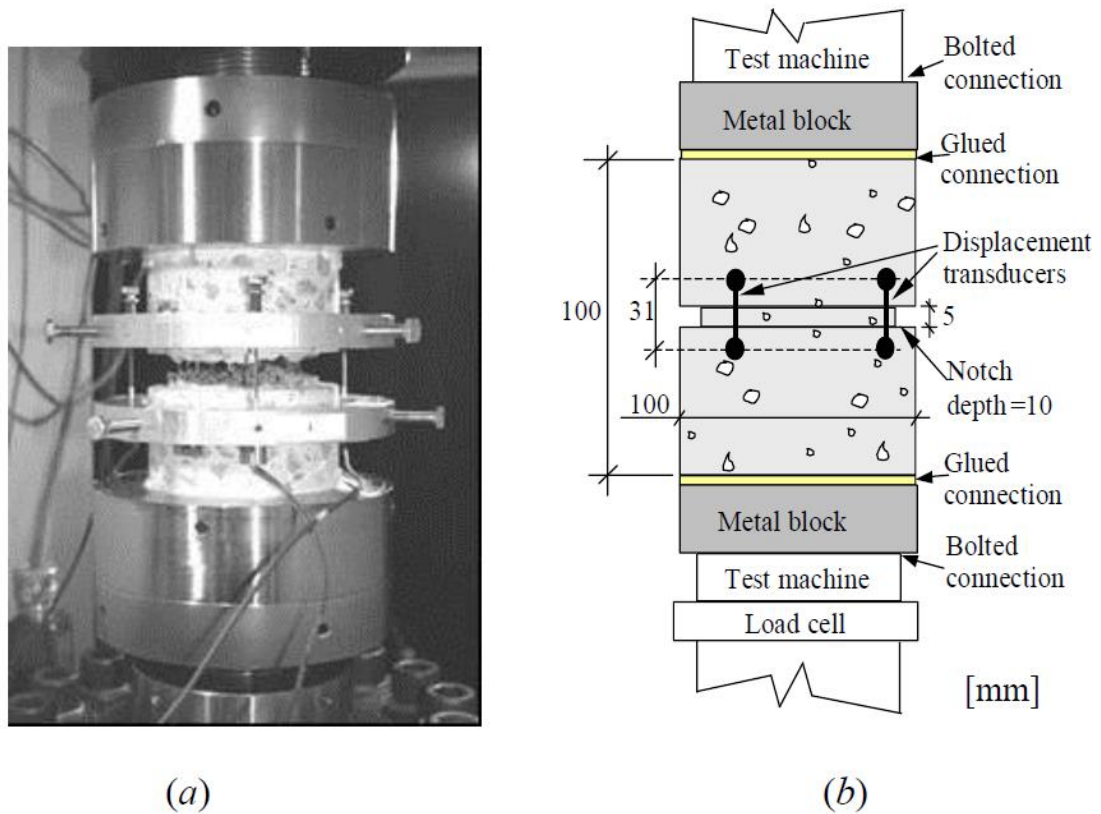 Test machine
Bolted
connection
Metal block
Glued
connection
Displacement
transducers
100
31
5
Notch
depth =10
100
Glued
connection
Metal block
Bolted
connection
Test machine
Load cell
[mm]
(a)
(b)